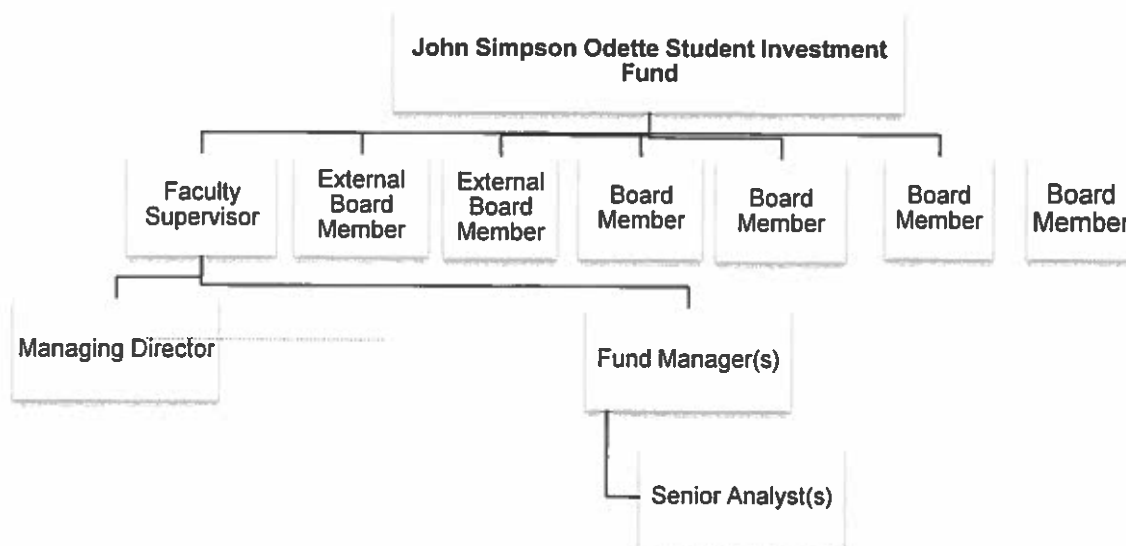 John Simpson Odette Student Investment
Fund
Faculty
Supervisor
External
Board
Member
External
Board
Member
Board
Member
Board
Member
Board
Member
Board
Member
Managing Director
Fund Manager(s)
Senior Analyst(s)